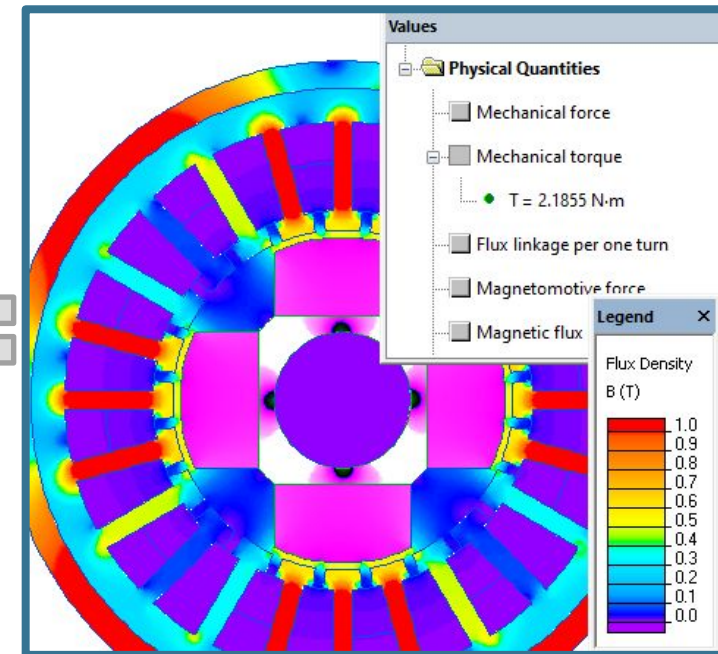 Values
Physical Quantities
Mechanical force
Mechanical torque
T = 2.1855 N·m
Flux linkage per one turn
Magnetomotive force
Magnetic flux
Legend ×
Flux Density
B (T)
1.0
0.9
0.8
0.7
0.6
0.5
0.4
0.3
0.2
0.1
0.0